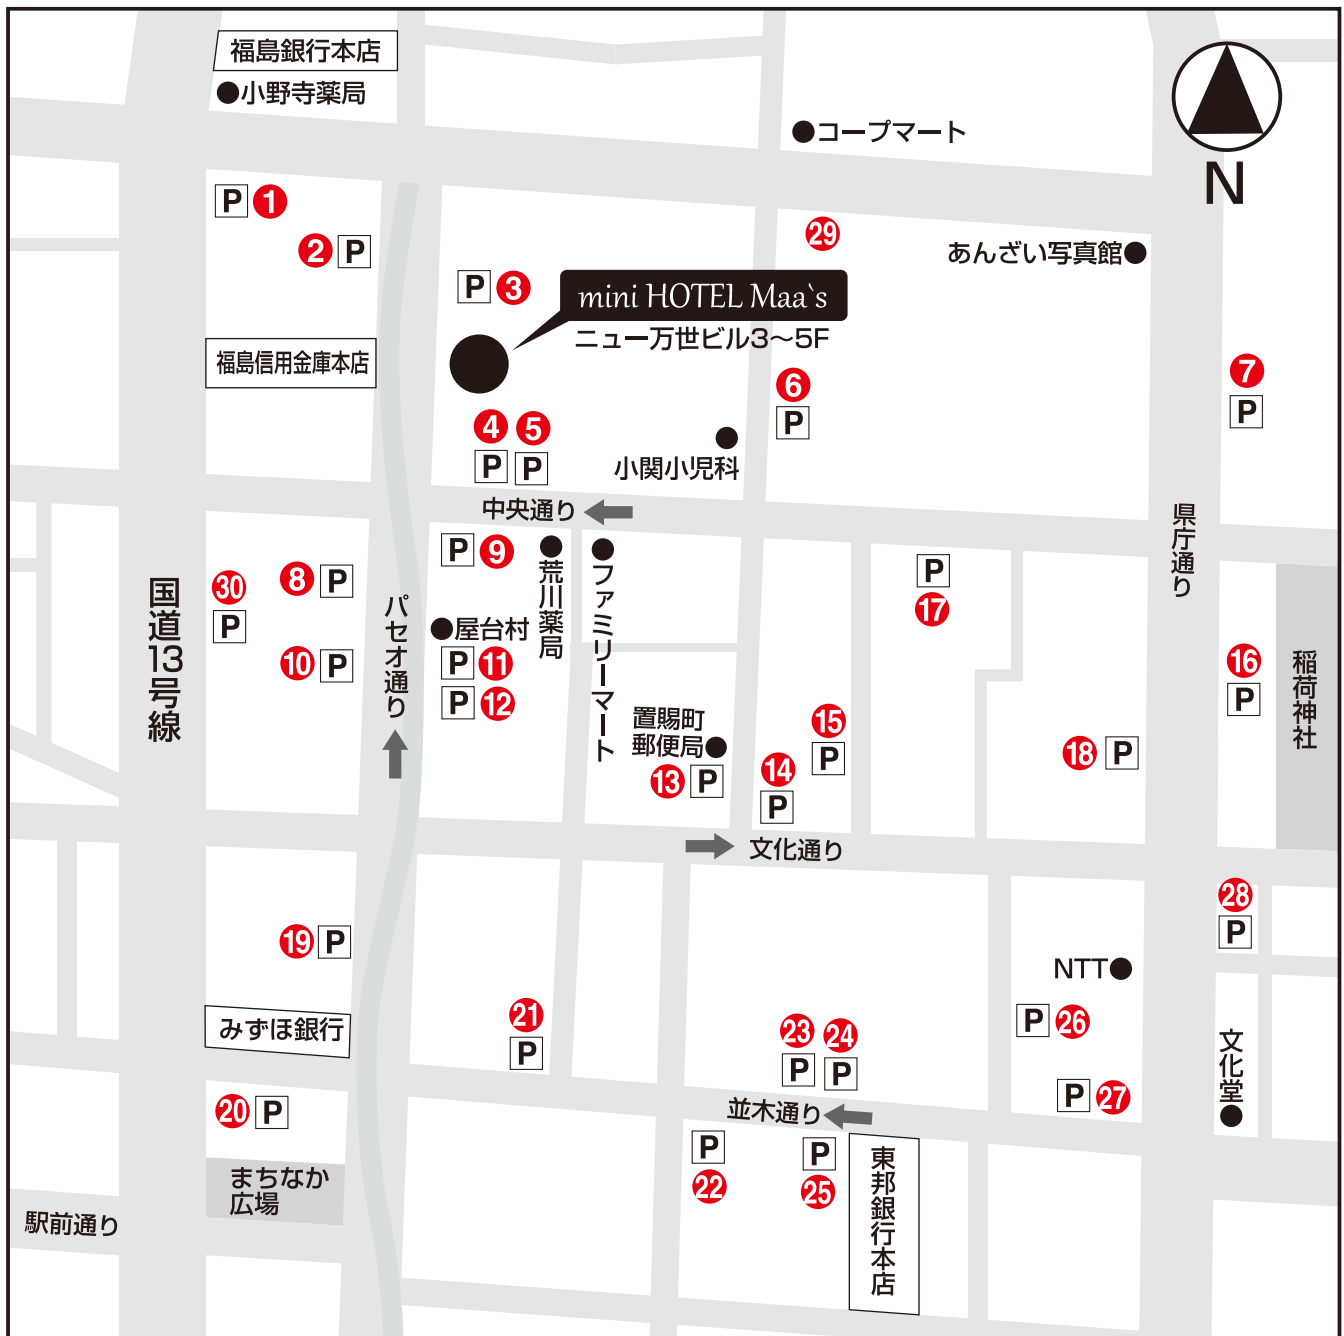 福島銀行本店
小野寺薬局
コープマート
N
P 1
2 P
29
あんざい写真館
P 3
mini HOTEL Maa`s
ニュー万世ビル3〜5F
福島信用金庫本店
6
P
7
P
4
P
5
P
小関小児科
中央通り
県庁通り
P 9
荒川薬局
ファミリーマート
P
17
国道13号線
30
P
8 P
パセオ通り
屋台村
10 P
P 11
P 12
16
P
稲荷神社
置賜町
郵便局
13 P
15
P
14
P
18 P
文化通り
28
P
19 P
NTT
みずほ銀行
21
P
23
P
24
P
P 26
文化堂
20 P
並木通り
P 27
P
22
P
25
東邦銀行本店
まちなか
広場
駅前通り